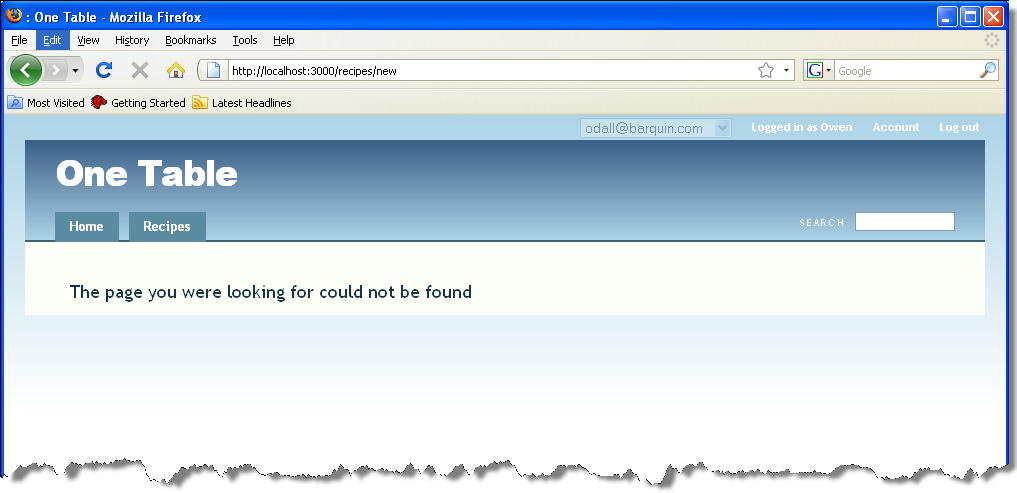 : One Table - Mozilla Firefox
File Edit View History Bookmarks Tools Help
http://localhost:3000/recipes/new G Google
Most Visited Getting Started Latest Headlines
odall@barquin.com Logged in as Owen Account Log out
One Table
Home Recipes SEARCH
The page you were looking for could not be found